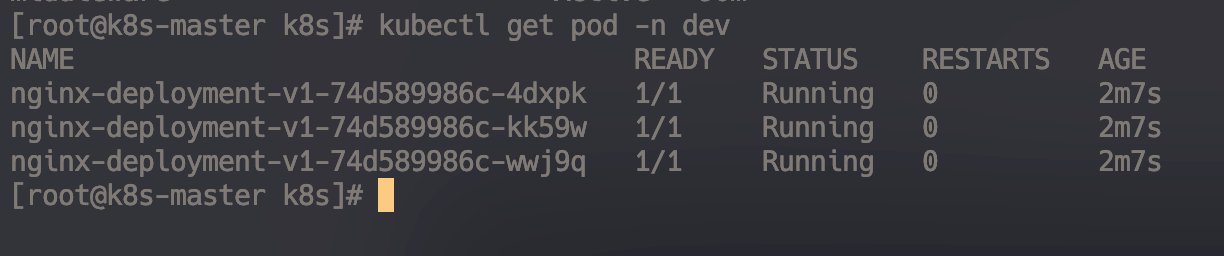 [root@k8s-master k8s]# kubectl get pod -n dev
NAME READY STATUS RESTARTS AGE
nginx-deployment-v1-74d589986c-4dxpk 1/1 Running 0 2m7s
nginx-deployment-v1-74d589986c-kk59w 1/1 Running 0 2m7s
nginx-deployment-v1-74d589986c-wwj9q 1/1 Running 0 2m7s
[root@k8s-master k8s]#